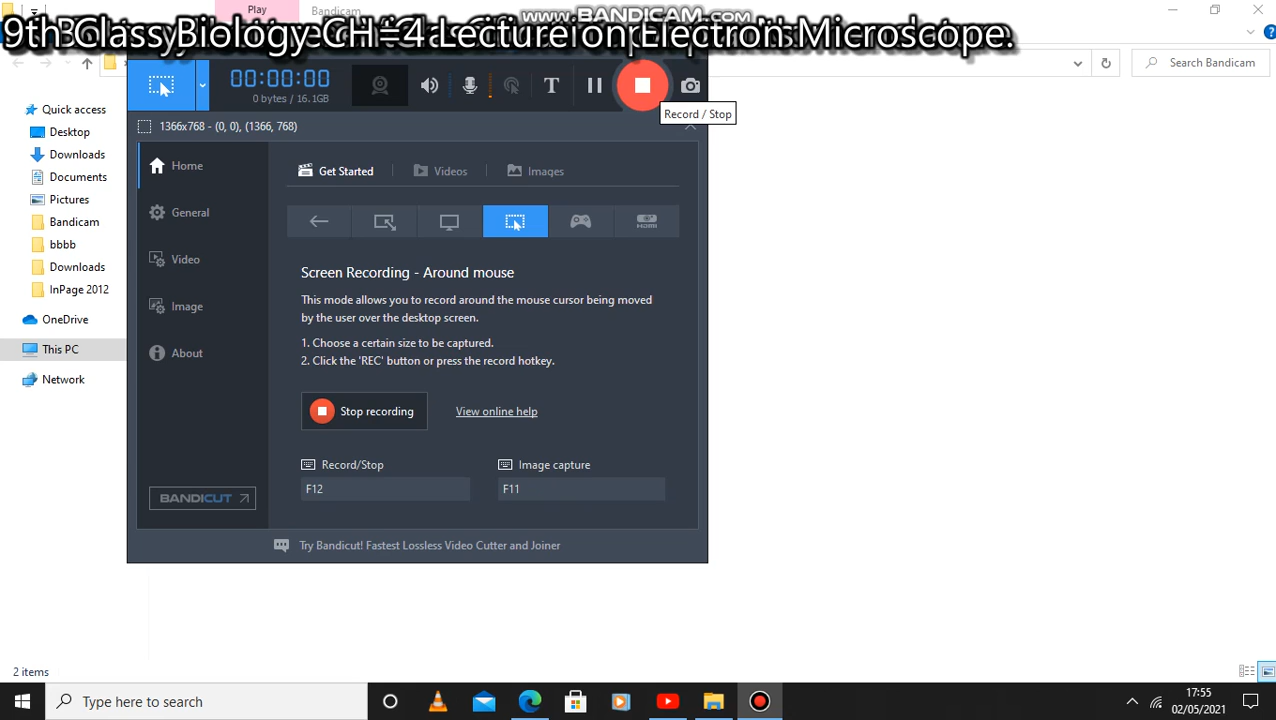 Play
Bandicam
www.BANDICAM.com
9th Class Biology CH=4 Lecture on Electron Microscope.
Search Bandicam
00:00:00
0 bytes / 16.1GB
Record / Stop
1366x768 - (0, 0), (1366, 768)
Quick access
Desktop
Downloads
Documents
Pictures
Bandicam
bbbb
Downloads
InPage 2012
OneDrive
This PC
Network
Home
General
Video
Image
About
BANDICUT
Get Started
Videos
Images
HDMI
Screen Recording - Around mouse
This mode allows you to record around the mouse cursor being moved
by the user over the desktop screen.
1. Choose a certain size to be captured.
2. Click the 'REC' button or press the record hotkey.
Stop recording
View online help
Record/Stop
Image capture
F12
F11
Try Bandicut! Fastest Lossless Video Cutter and Joiner
2 items
Type here to search
17:55
02/05/2021